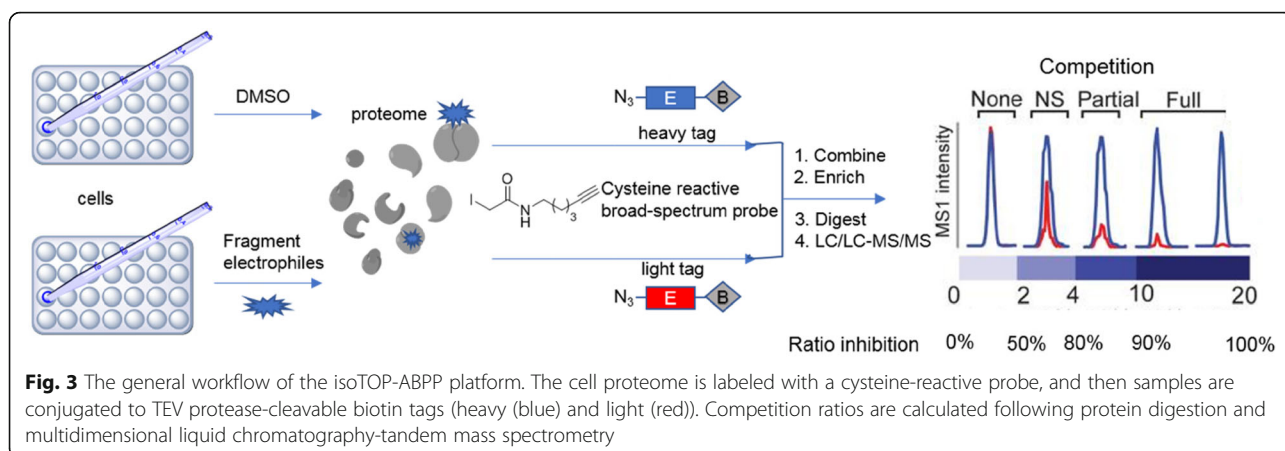 DMSO
cells
Fragment
electrophiles
proteome
N₃ E B
heavy tag
I
O
N
H
3
Cysteine reactive
broad-spectrum probe
light tag
N₃ E B
1. Combine
2. Enrich
3. Digest
4. LC/LC-MS/MS
Competition
None NS Partial Full
MS1 intensity
0 2 4 10 20
Ratio inhibition 0% 50% 80% 90% 100%
Fig. 3 The general workflow of the isoTOP-ABPP platform. The cell proteome is labeled with a cysteine-reactive probe, and then samples are
conjugated to TEV protease-cleavable biotin tags (heavy (blue) and light (red)). Competition ratios are calculated following protein digestion and
multidimensional liquid chromatography-tandem mass spectrometry